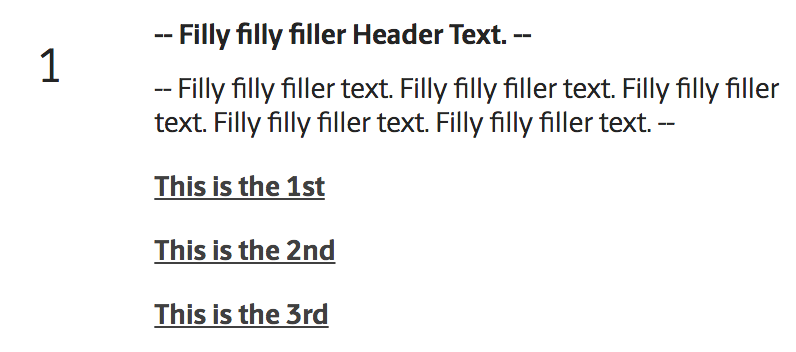 1
-- Filly filly filler Header Text. --
-- Filly filly filler text. Filly filly filler text. Filly filly filler
text. Filly filly filler text. Filly filly filler text. --
This is the 1st
This is the 2nd
This is the 3rd